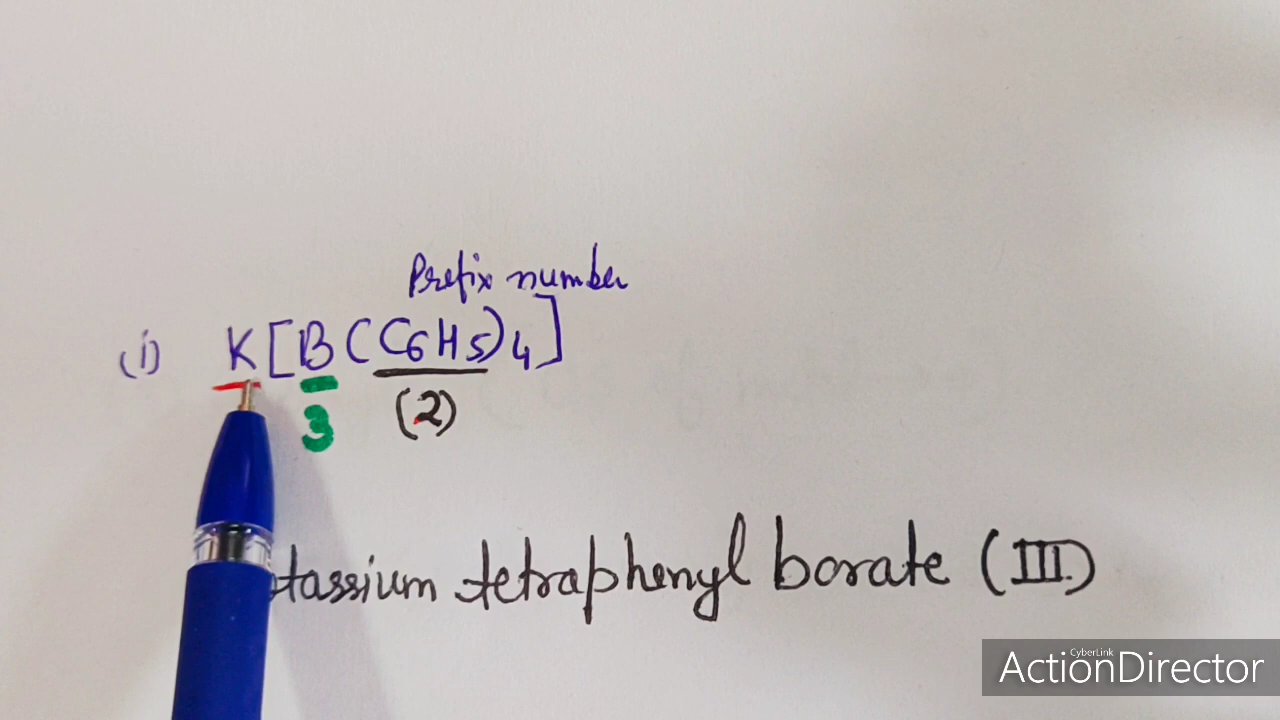 Prefix number
(i) K[B(C6H5)4]
3 (2)
tassium tetraphenyl borate (III)
CyberLink
ActionDirector